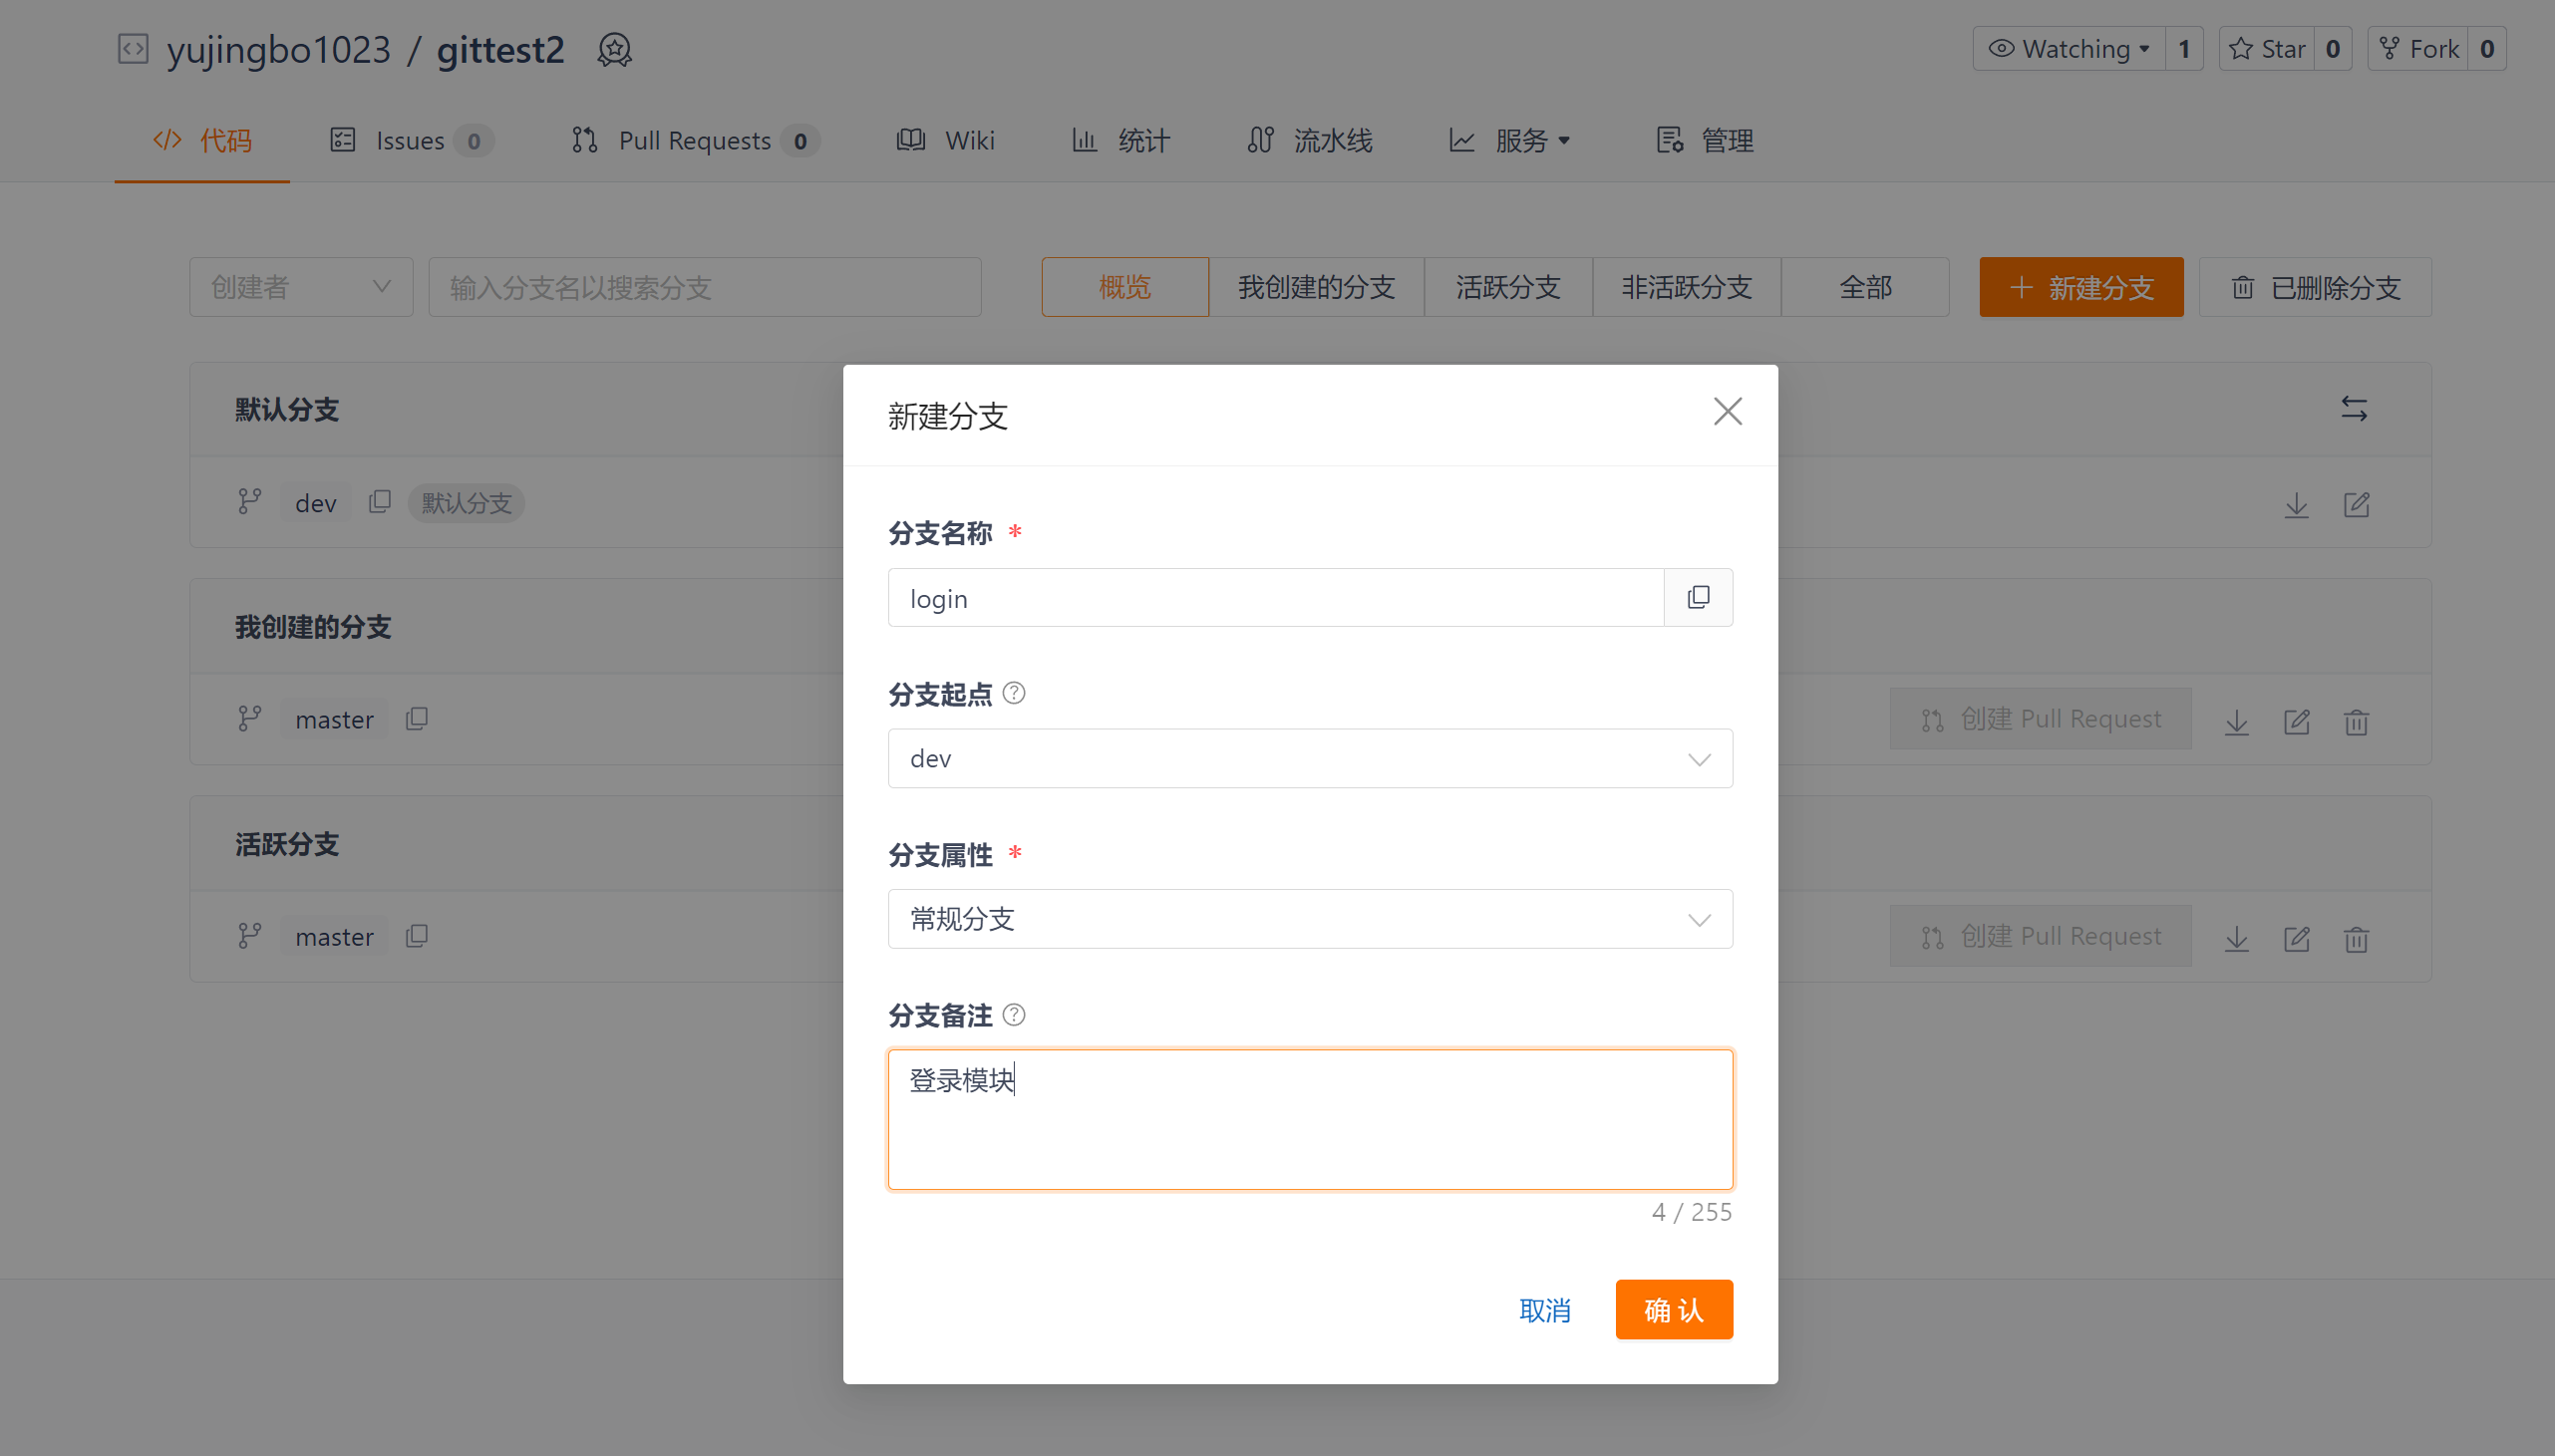 yujingbo1023 / gittest2
Watching 1 Star 0 Fork 0
代码 Issues 0 Pull Requests 0 Wiki 统计 流水线 服务 管理
创建者 输入分支名以搜索分支 概览 我创建的分支 活跃分支 非活跃分支 全部 + 新建分支 已删除分支
默认分支
dev 默认分支
我创建的分支
master 创建 Pull Request
活跃分支
master 创建 Pull Request
新建分支
分支名称 *
login
分支起点
dev
分支属性 *
常规分支
分支备注
登录模块
4 / 255
取消 确认